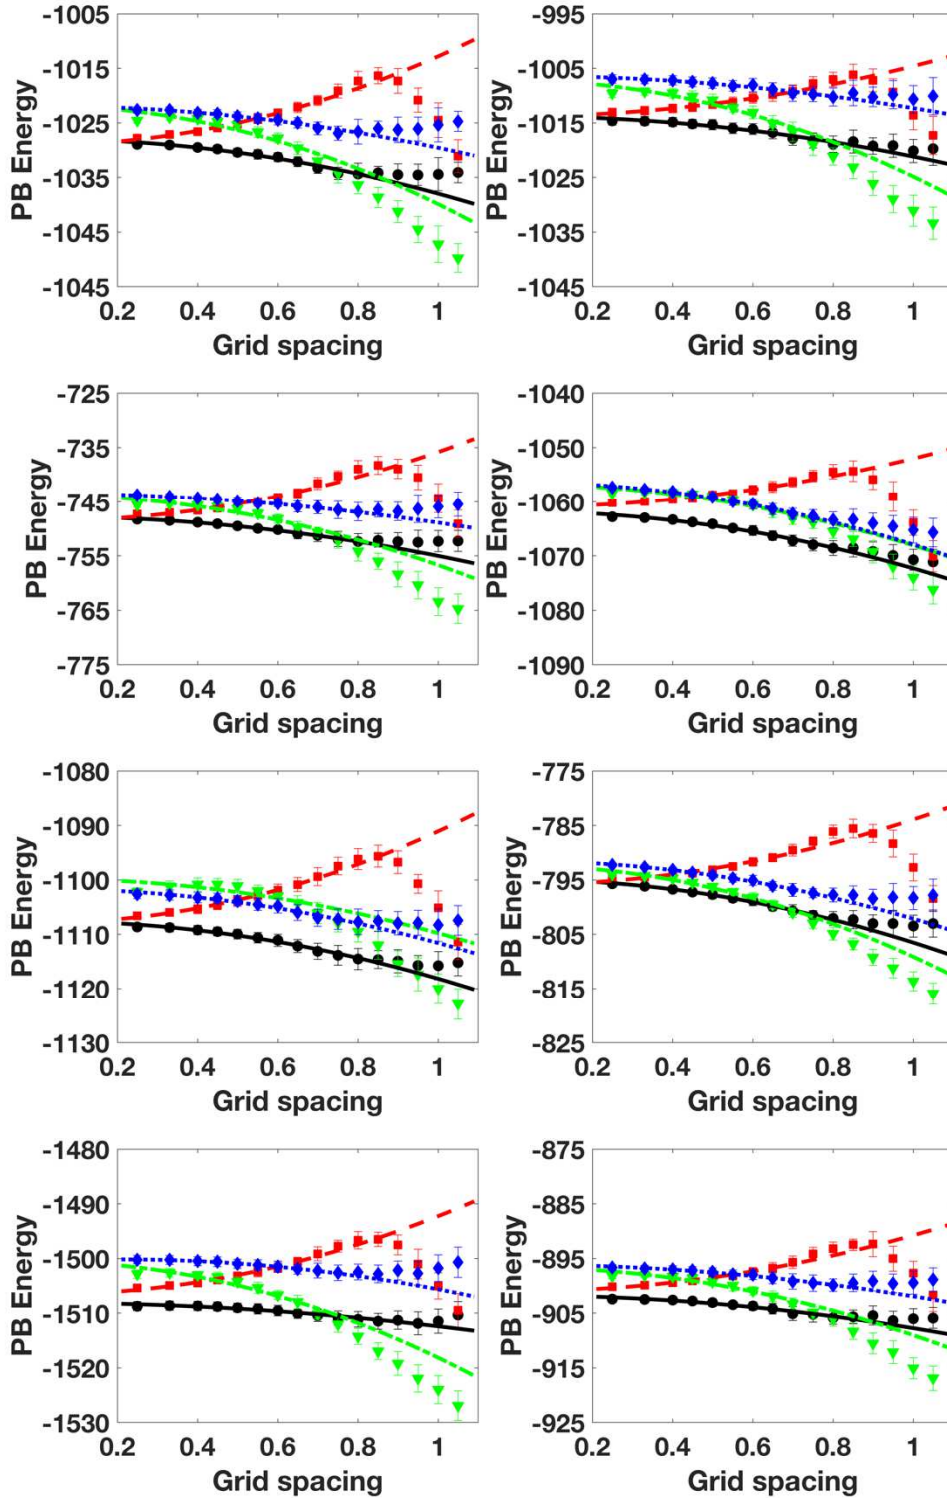 -1005
-1015
-1025
-1035
-1045
-1045
PB Energy
0.2 0.4 0.6 0.8 1
Grid spacing
-995
-1005
-1015
-1025
-1035
-1045
PB Energy
0.2 0.4 0.6 0.8 1
Grid spacing
-725
-735
-745
-755
-765
-775
PB Energy
0.2 0.4 0.6 0.8 1
Grid spacing
-1040
-1050
-1060
-1070
-1080
-1090
PB Energy
0.2 0.4 0.6 0.8 1
Grid spacing
-1080
-1090
-1100
-1110
-1120
-1130
PB Energy
0.2 0.4 0.6 0.8 1
Grid spacing
-775
-785
-795
-805
-815
-825
PB Energy
0.2 0.4 0.6 0.8 1
Grid spacing
-1480
-1490
-1500
-1510
-1520
-1530
PB Energy
0.2 0.4 0.6 0.8 1
Grid spacing
-875
-885
-895
-905
-915
-925
PB Energy
0.2 0.4 0.6 0.8 1
Grid spacing